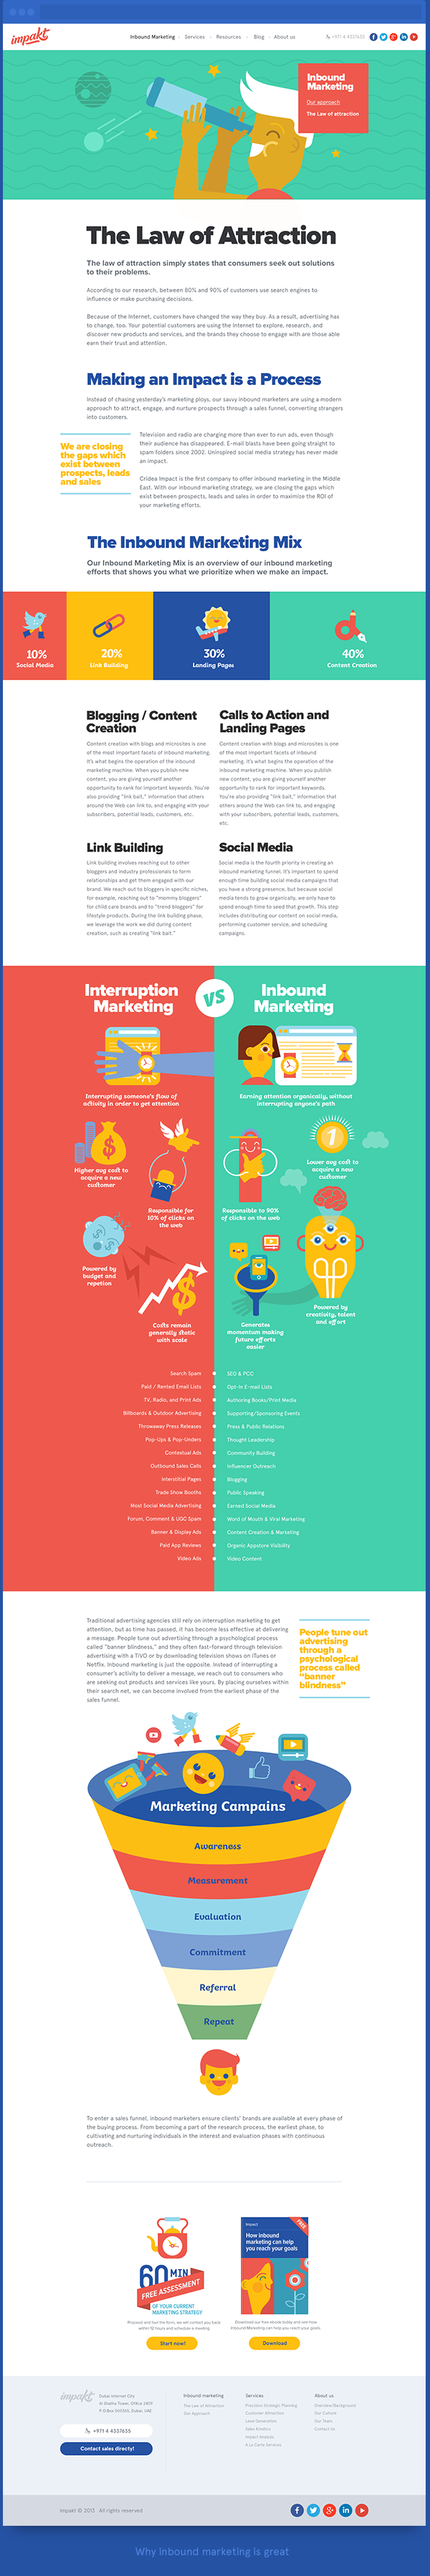 impakt
Inbound Marketing Services Resources Blog About us
+971 4 4337635
Inbound
Marketing
Our approach
The Law of attraction
The Law of Attraction
The law of attraction simply states that consumers seek out solutions
to their problems.
According to our research, between 80% and 90% of customers use search engines to
influence or make purchasing decisions.
Because of the Internet, customers have changed the way they buy. As a result, advertising has
to change, too. Your potential customers are using the Internet to explore, research, and
discover new products and services, and the brands they choose to engage with are those able
earn their trust and attention.
Making an Impact is a Process
Instead of chasing yesterday's marketing ploys, our savvy inbound marketers are using a modern
approach to attract, engage, and nurture prospects through a sales funnel, converting strangers
into customers.
We are closing
the gaps which
exist between
prospects, leads
and sales
Television and radio are charging more than ever to run ads, even though
their audience has disappeared. E-mail blasts have been going straight to
spam folders since 2002. Uninspired social media strategy has never made
an impact.
Cridea Impact is the first company to offer inbound marketing in the Middle
East. With our inbound marketing strategy, we are closing the gaps which
exist between prospects, leads and sales in order to maximize the ROI of
your marketing efforts.
The Inbound Marketing Mix
Our Inbound Marketing Mix is an overview of our inbound marketing
efforts that shows you what we prioritize when we make an impact.
10%
Social Media
20%
Link Building
30%
Landing Pages
40%
Content Creation
Blogging / Content
Creation
Content creation with blogs and microsites is one
of the most important facets of inbound marketing.
It's what begins the operation of the inbound
marketing machine. When you publish new
content, you are giving yourself another
opportunity to rank for important keywords. You're
also providing "link bait," information that others
around the Web can link to, and engaging with your
subscribers, potential leads, customers, etc.
Calls to Action and
Landing Pages
Content creation with blogs and microsites is one
of the most important facets of inbound marketing.
It's what begins the operation of the inbound
marketing machine. When you publish
new content, you are giving yourself another
opportunity to rank for important keywords.
You're also providing "link bait," information that
others around the Web can link to, and engaging
with your subscribers, potential leads, customers,
etc.
Link Building
Link building involves reaching out to other
bloggers and industry professionals to form
relationships and get them engaged with our
brand. We reach out to bloggers in specific niches,
for example, reaching out to "mommy bloggers"
for child care brands and to "trend bloggers" for
lifestyle products. During the link building phase,
we leverage the work we did during content
creation, such as creating "link bait."
Social Media
Social media is the fourth priority in creating an
inbound marketing funnel. It's important to spend
enough time building social media campaigns that
you have a strong presence, but because social
media tends to grow organically, we only have to
spend enough time to seed that growth. This step
includes distributing our content on social media,
performing customer service, and scheduling
campaigns.
Interruption
Marketing
VS
Inbound
Marketing
Interrupting someone's flow of
activity in order to get attention
Earning attention organically, without
interrupting anyone's path
Higher avg cost to
acquire a new
customer
Responsible for
10% of clicks on
the web
Responsible to 90%
of clicks on the web
1
Lower avg cost to
acquire a new
customer
Powered by
budget and
repetion
Costs remain
generally static
with scale
Generates
momentum making
future efforts
easier
Powered by
creativity, talent
and effort
Search Spam
SEO & PCC
Paid / Rented Email Lists
Opt-in E-mail Lists
TV, Radio, and Print Ads
Authoring Books/Print Media
Billboards & Outdoor Advertising
Supporting/Sponsoring Events
Throwaway Press Releases
Press & Public Relations
Pop-Ups & Pop-Unders
Thought Leadership
Contextual Ads
Community Building
Outbound Sales Calls
Influencer Outreach
Interstitial Pages
Blogging
Trade Show Booths
Public Speaking
Most Social Media Advertising
Earned Social Media
Forum, Comment & UGC Spam
Word of Mouth & Viral Marketing
Banner & Display Ads
Content Creation & Marketing
Paid App Reviews
Organic Appstore Visibility
Video Ads
Video Content
Traditional advertising agencies still rely on interruption marketing to get
attention, but as time has passed, it has become less effective at delivering
a message. People tune out advertising through a psychological process
called "banner blindness," and they often fast-forward through television
advertising with a TiVO or by downloading television shows on iTunes or
Netflix. Inbound marketing is just the opposite. Instead of interrupting a
consumer's activity to deliver a message, we reach out to consumers who
are seeking out products and services like yours. By placing ourselves within
their search net, we can become involved from the earliest phase of the
sales funnel.
People tune out
advertising
through a
psychological
process called
"banner
blindness"
Marketing Campains
Awareness
Measurement
Evaluation
Commitment
Referral
Repeat
To enter a sales funnel, inbound marketers ensure clients' brands are available at every phase of
the buying process. From becoming a part of the research process, the earliest phase, to
cultivating and nurturing individuals in the interest and evaluation phases with continuous
outreach.
60 MIN
FREE ASSESSMENT
OF YOUR CURRENT
MARKETING STRATEGY
Start now!
Impact
FREE
How inbound
marketing can help
you reach your goals
Download our free ebook today and see how
Inbound Marketing can help you reach your goals.
Download
impakt
Dubai Internet City
Al Shatha Tower, Office 2409
P.O.Box 500365, Dubai, UAE
+971 4 4337635
Contact sales directy!
Inbound marketing
The Law of Attraction
Our Approach
Services
Precision Strategic Planning
Customer Attraction
Lead Generation
Sales Kinetics
Impact Analysis
A La Carte Services
About us
Overview/Background
Our Culture
Our Team
Contact Us
Impakt © 2013 All rights reserved
Why inbound marketing is great